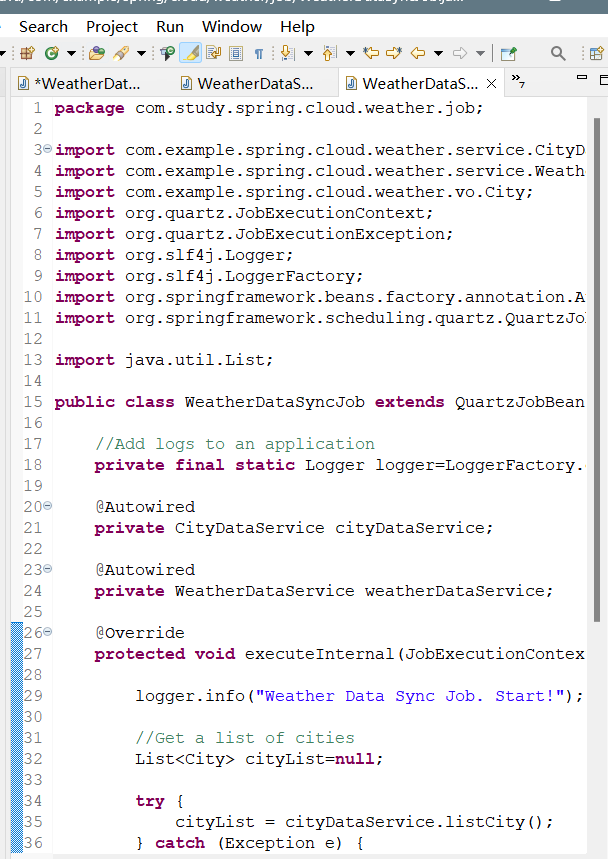 Search Project Run Window Help
*WeatherDat... WeatherDataS... WeatherDataS... »7
1 package com.study.spring.cloud.weather.job;
2
3 import com.example.spring.cloud.weather.service.CityD
4 import com.example.spring.cloud.weather.service.Weath
5 import com.example.spring.cloud.weather.vo.City;
6 import org.quartz.JobExecutionContext;
7 import org.quartz.JobExecutionException;
8 import org.slf4j.Logger;
9 import org.slf4j.LoggerFactory;
10 import org.springframework.beans.factory.annotation.A
11 import org.springframework.scheduling.quartz.QuartzJo
12
13 import java.util.List;
14
15 public class WeatherDataSyncJob extends QuartzJobBean
16
17 //Add logs to an application
18 private final static Logger logger=LoggerFactory.
19
20 @Autowired
21 private CityDataService cityDataService;
22
23 @Autowired
24 private WeatherDataService weatherDataService;
25
26 @Override
27 protected void executeInternal(JobExecutionContex
28
29 logger.info("Weather Data Sync Job. Start!");
30
31 //Get a list of cities
32 List<City> cityList=null;
33
34 try {
35 cityList = cityDataService.listCity();
36 } catch (Exception e) {